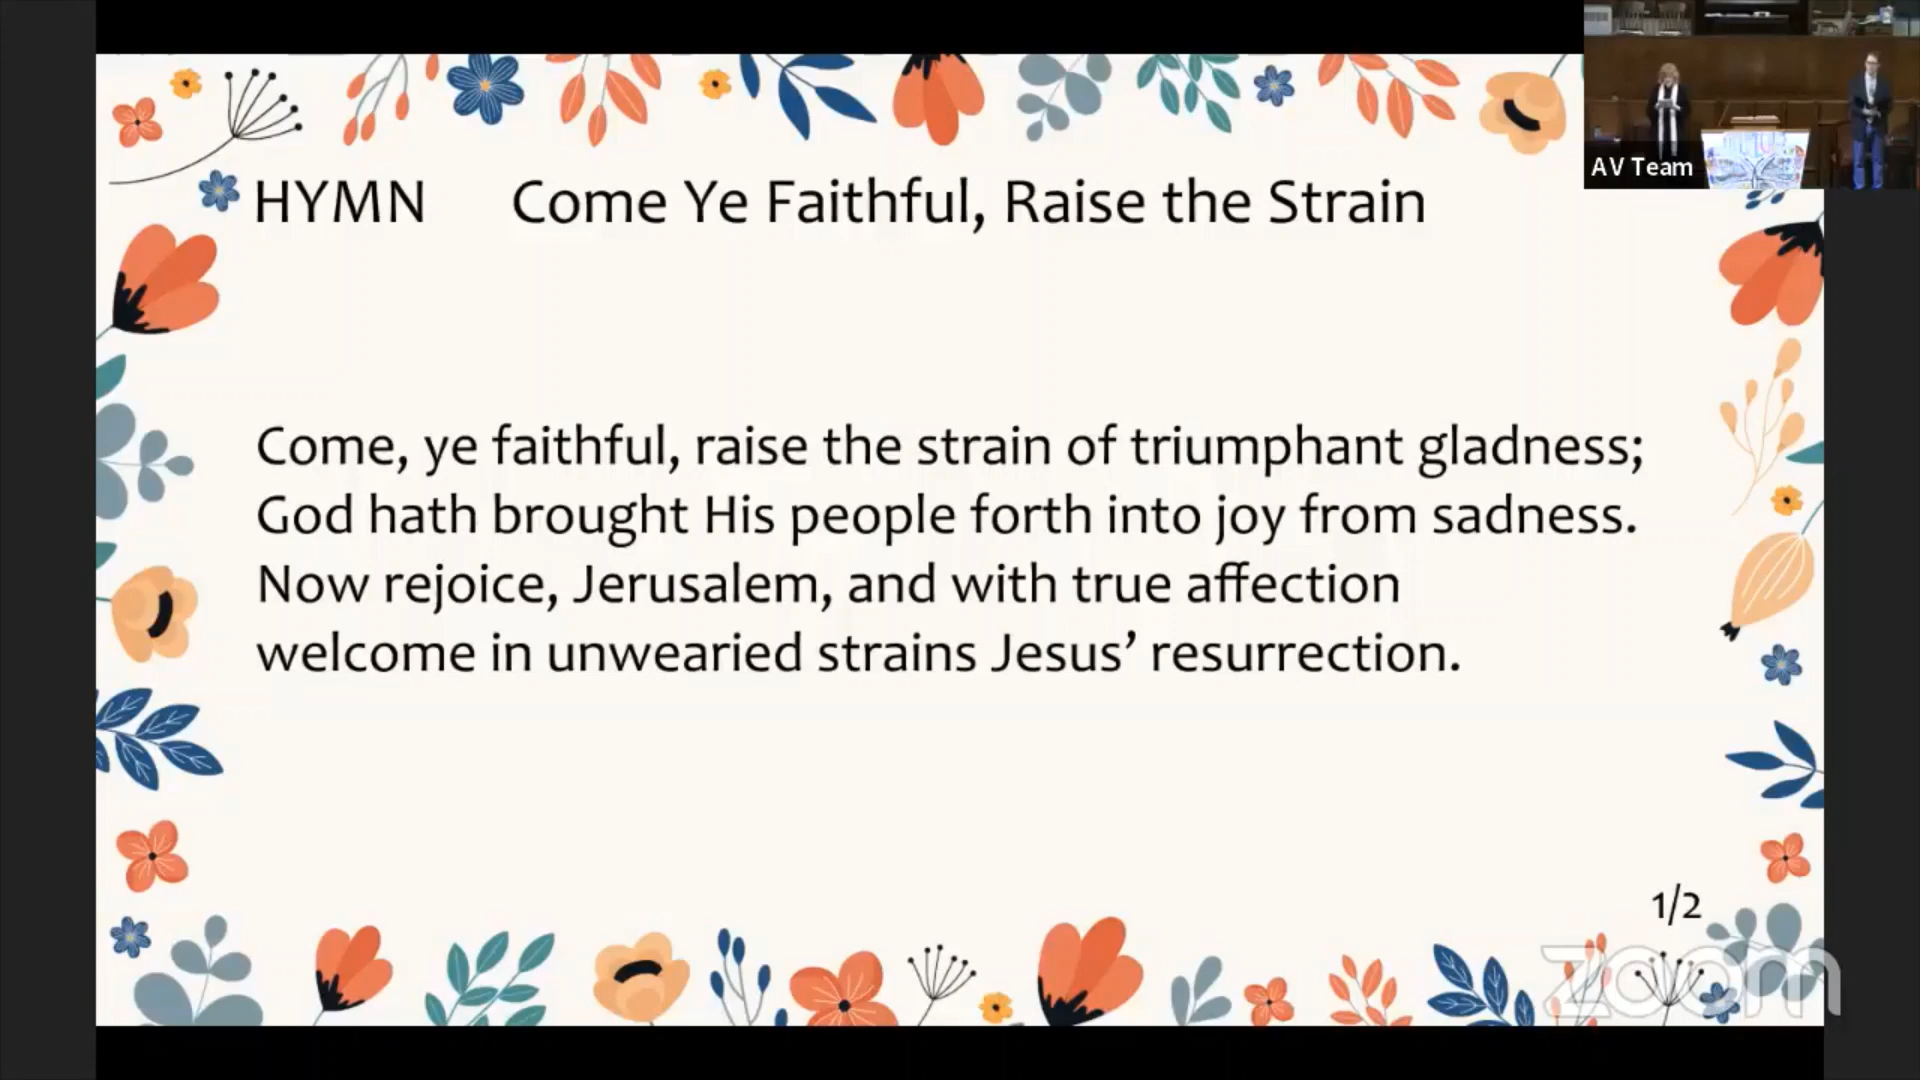 AV Team
HYMN Come Ye Faithful, Raise the Strain
Come, ye faithful, raise the strain of triumphant gladness;
God hath brought His people forth into joy from sadness.
Now rejoice, Jerusalem, and with true affection
welcome in unwearied strains Jesus’ resurrection.
1/2
zoom